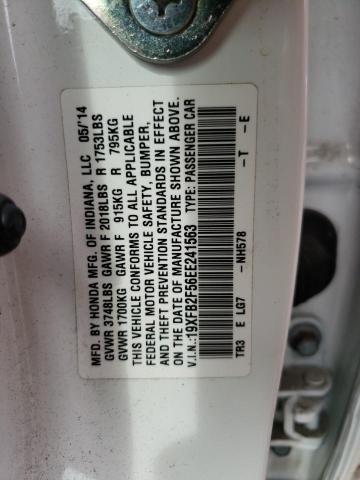 MFD. BY HONDA MFG. OF INDIANA, LLC 05/'14
GVWR 3748LBS GAWR F 2018LBS R 1753LBS
GVWR 1700KG GAWR F 915KG R 795KG
THIS VEHICLE CONFORMS TO ALL APPLICABLE
FEDERAL MOTOR VEHICLE SAFETY, BUMPER,
AND THEFT PREVENTION STANDARDS IN EFFECT
ON THE DATE OF MANUFACTURE SHOWN ABOVE.
V.I.N.:19XFB2F56EE241563 TYPE: PASSENGER CAR
TR3 E LG7 -NH578 -T -E